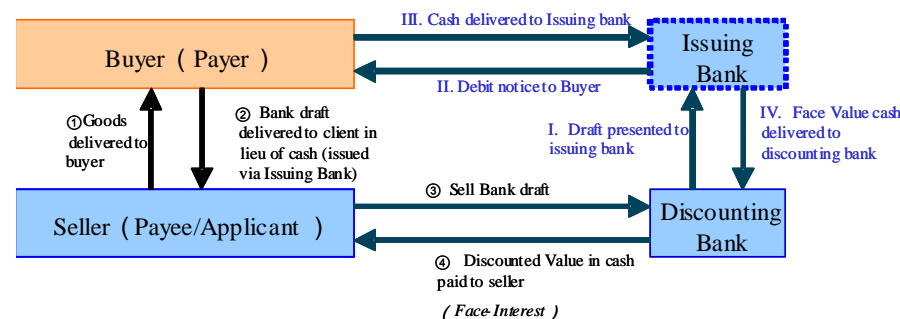 III. Cash delivered to Issuing bank
Buyer ( Payer )
Issuing
Bank
II. Debit notice to Buyer
①Goods
delivered to
buyer
② Bank draft
delivered to client in
lieu of cash (issued
via Issuing Bank)
I. Draft presented to
issuing bank
IV. Face Value cash
delivered to
discounting bank
③ Sell Bank draft
Seller ( Payee/Applicant )
Discounting
Bank
④ Discounted Value in cash
paid to seller
( Face- Interest )